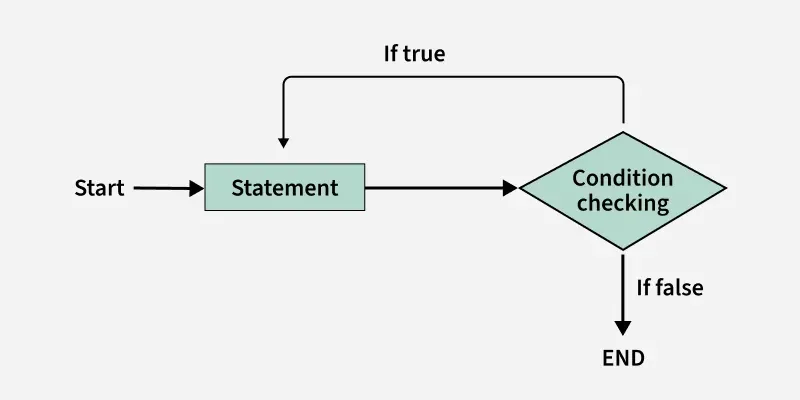 If true
Start
Statement
Condition
checking
If false
END